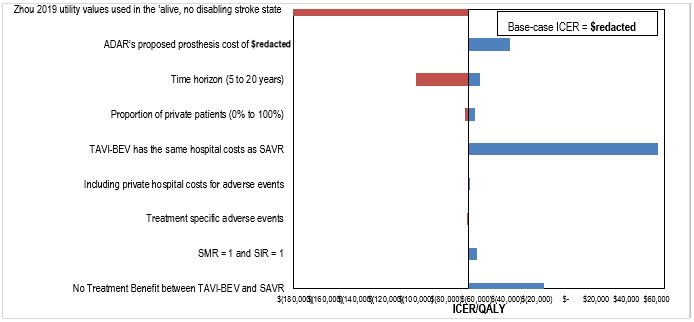 Zhou 2019 utility values used in the 'alive, no disabling stroke state
Base-case ICER = $redacted
ADAR's proposed prosthesis cost of $redacted
Time horizon (5 to 20 years)
Proportion of private patients (0% to 100%)
TAVI-BEV has the same hospital costs as SAVR
Including private hospital costs for adverse events
Treatment specific adverse events
SMR = 1 and SIR = 1
No Treatment Benefit between TAVI-BEV and SAVR
$(180,000) $(160,000) $(140,000) $(120,000) $(100,000) $(80,000) $(60,000) $(40,000) $(20,000) $- $20,000 $40,000 $60,000
ICER/QALY